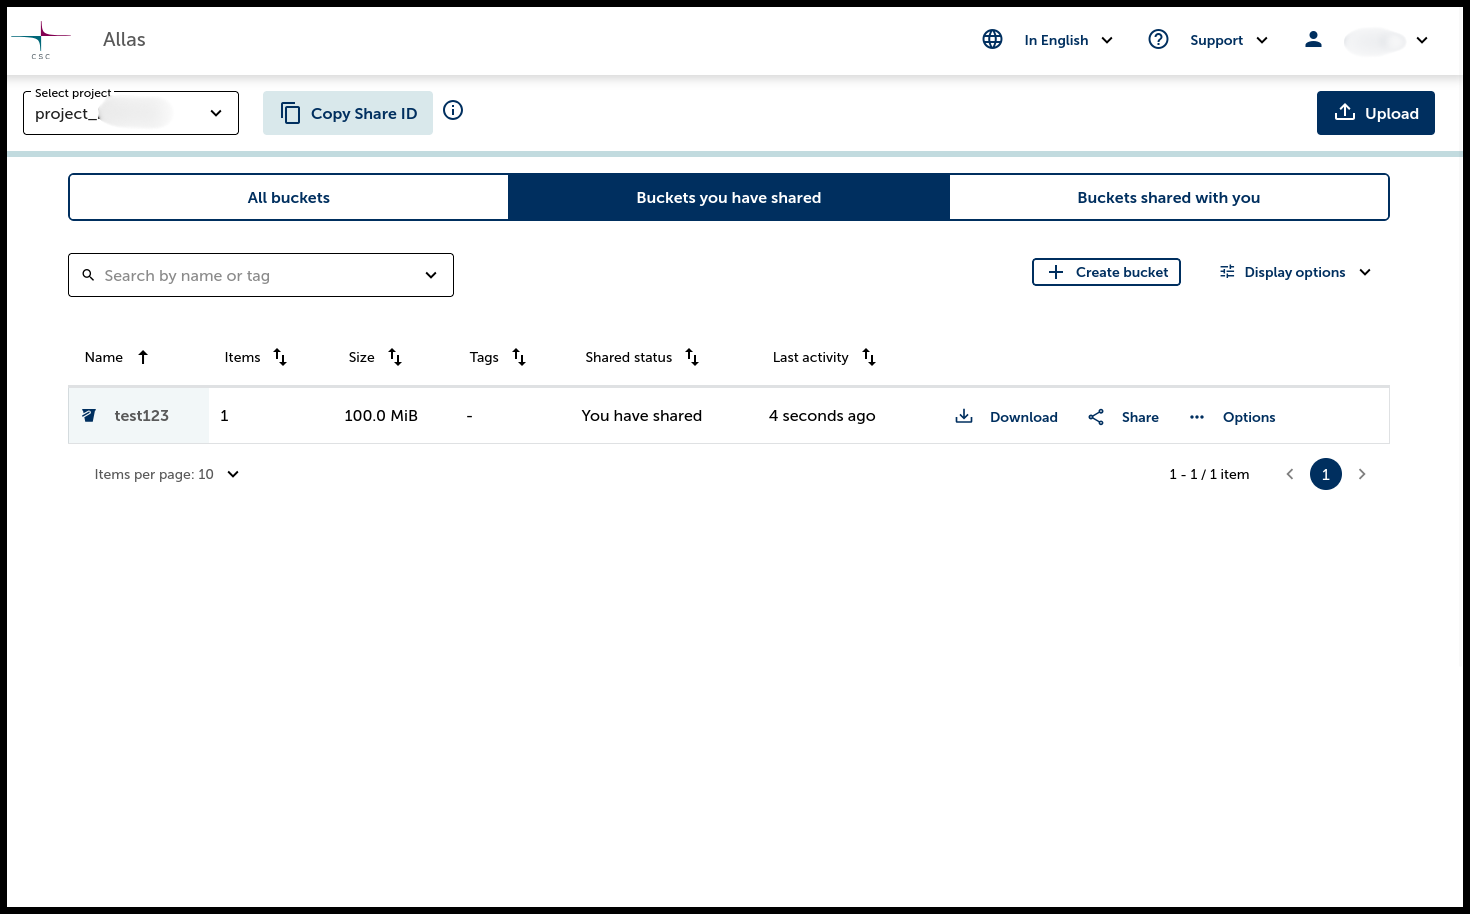 CSC
Allas
In English
Support
Select project
project_
Copy Share ID
Upload
All buckets
Buckets you have shared
Buckets shared with you
Search by name or tag
Create bucket
Display options
Name Items Size Tags Shared status Last activity
test123 1 100.0 MiB - You have shared 4 seconds ago Download Share Options
Items per page: 10
1 - 1 / 1 item
1